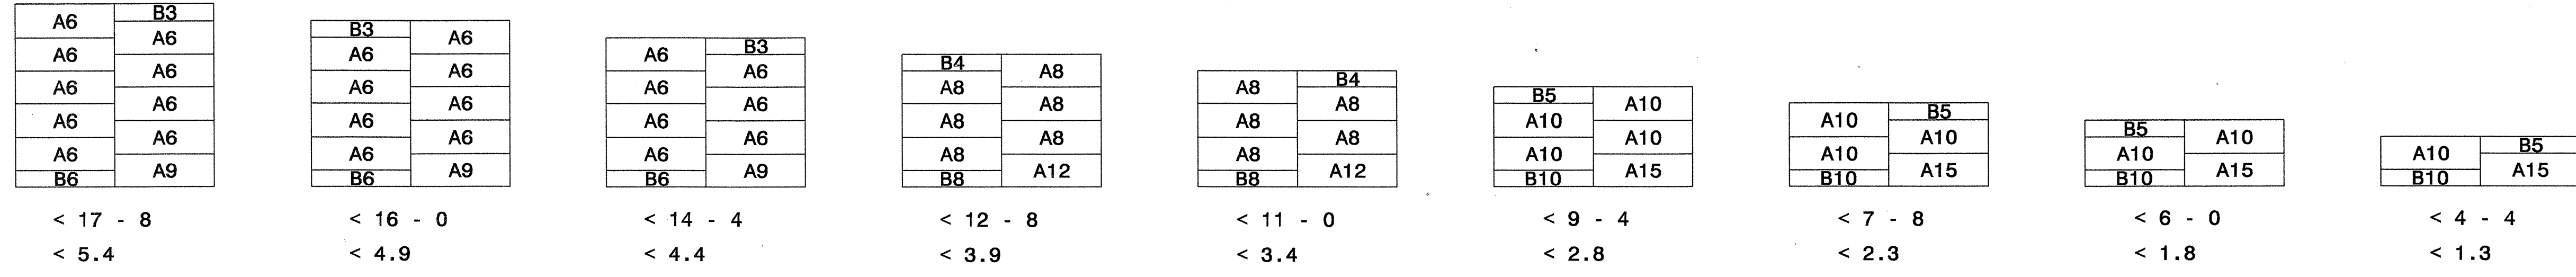 A6 B3
A6 A6
A6 A6
A6 A6
A6 A6
B6 A9
< 17 - 8
< 5.4
B3 A6
A6 A6
A6 A6
A6 A6
A6
B6 A9
< 16 - 0
< 4.9
A6 B3
A6 A6
A6 A6
A6 A6
B6 A9
< 14 - 4
< 4.4
B4 A8
A8 A8
A8 A8
A8
B8 A12
< 12 - 8
< 3.9
A8 B4
A8 A8
A8 A8
B8 A12
< 11 - 0
< 3.4
B5 A10
A10 A10
A10
B10 A15
< 9 - 4
< 2.8
A10 B5
A10 A10
B10 A15
< 7 - 8
< 2.3
B5 A10
A10
B10 A15
< 6 - 0
< 1.8
A10 B5
B10 A15
< 4 - 4
< 1.3